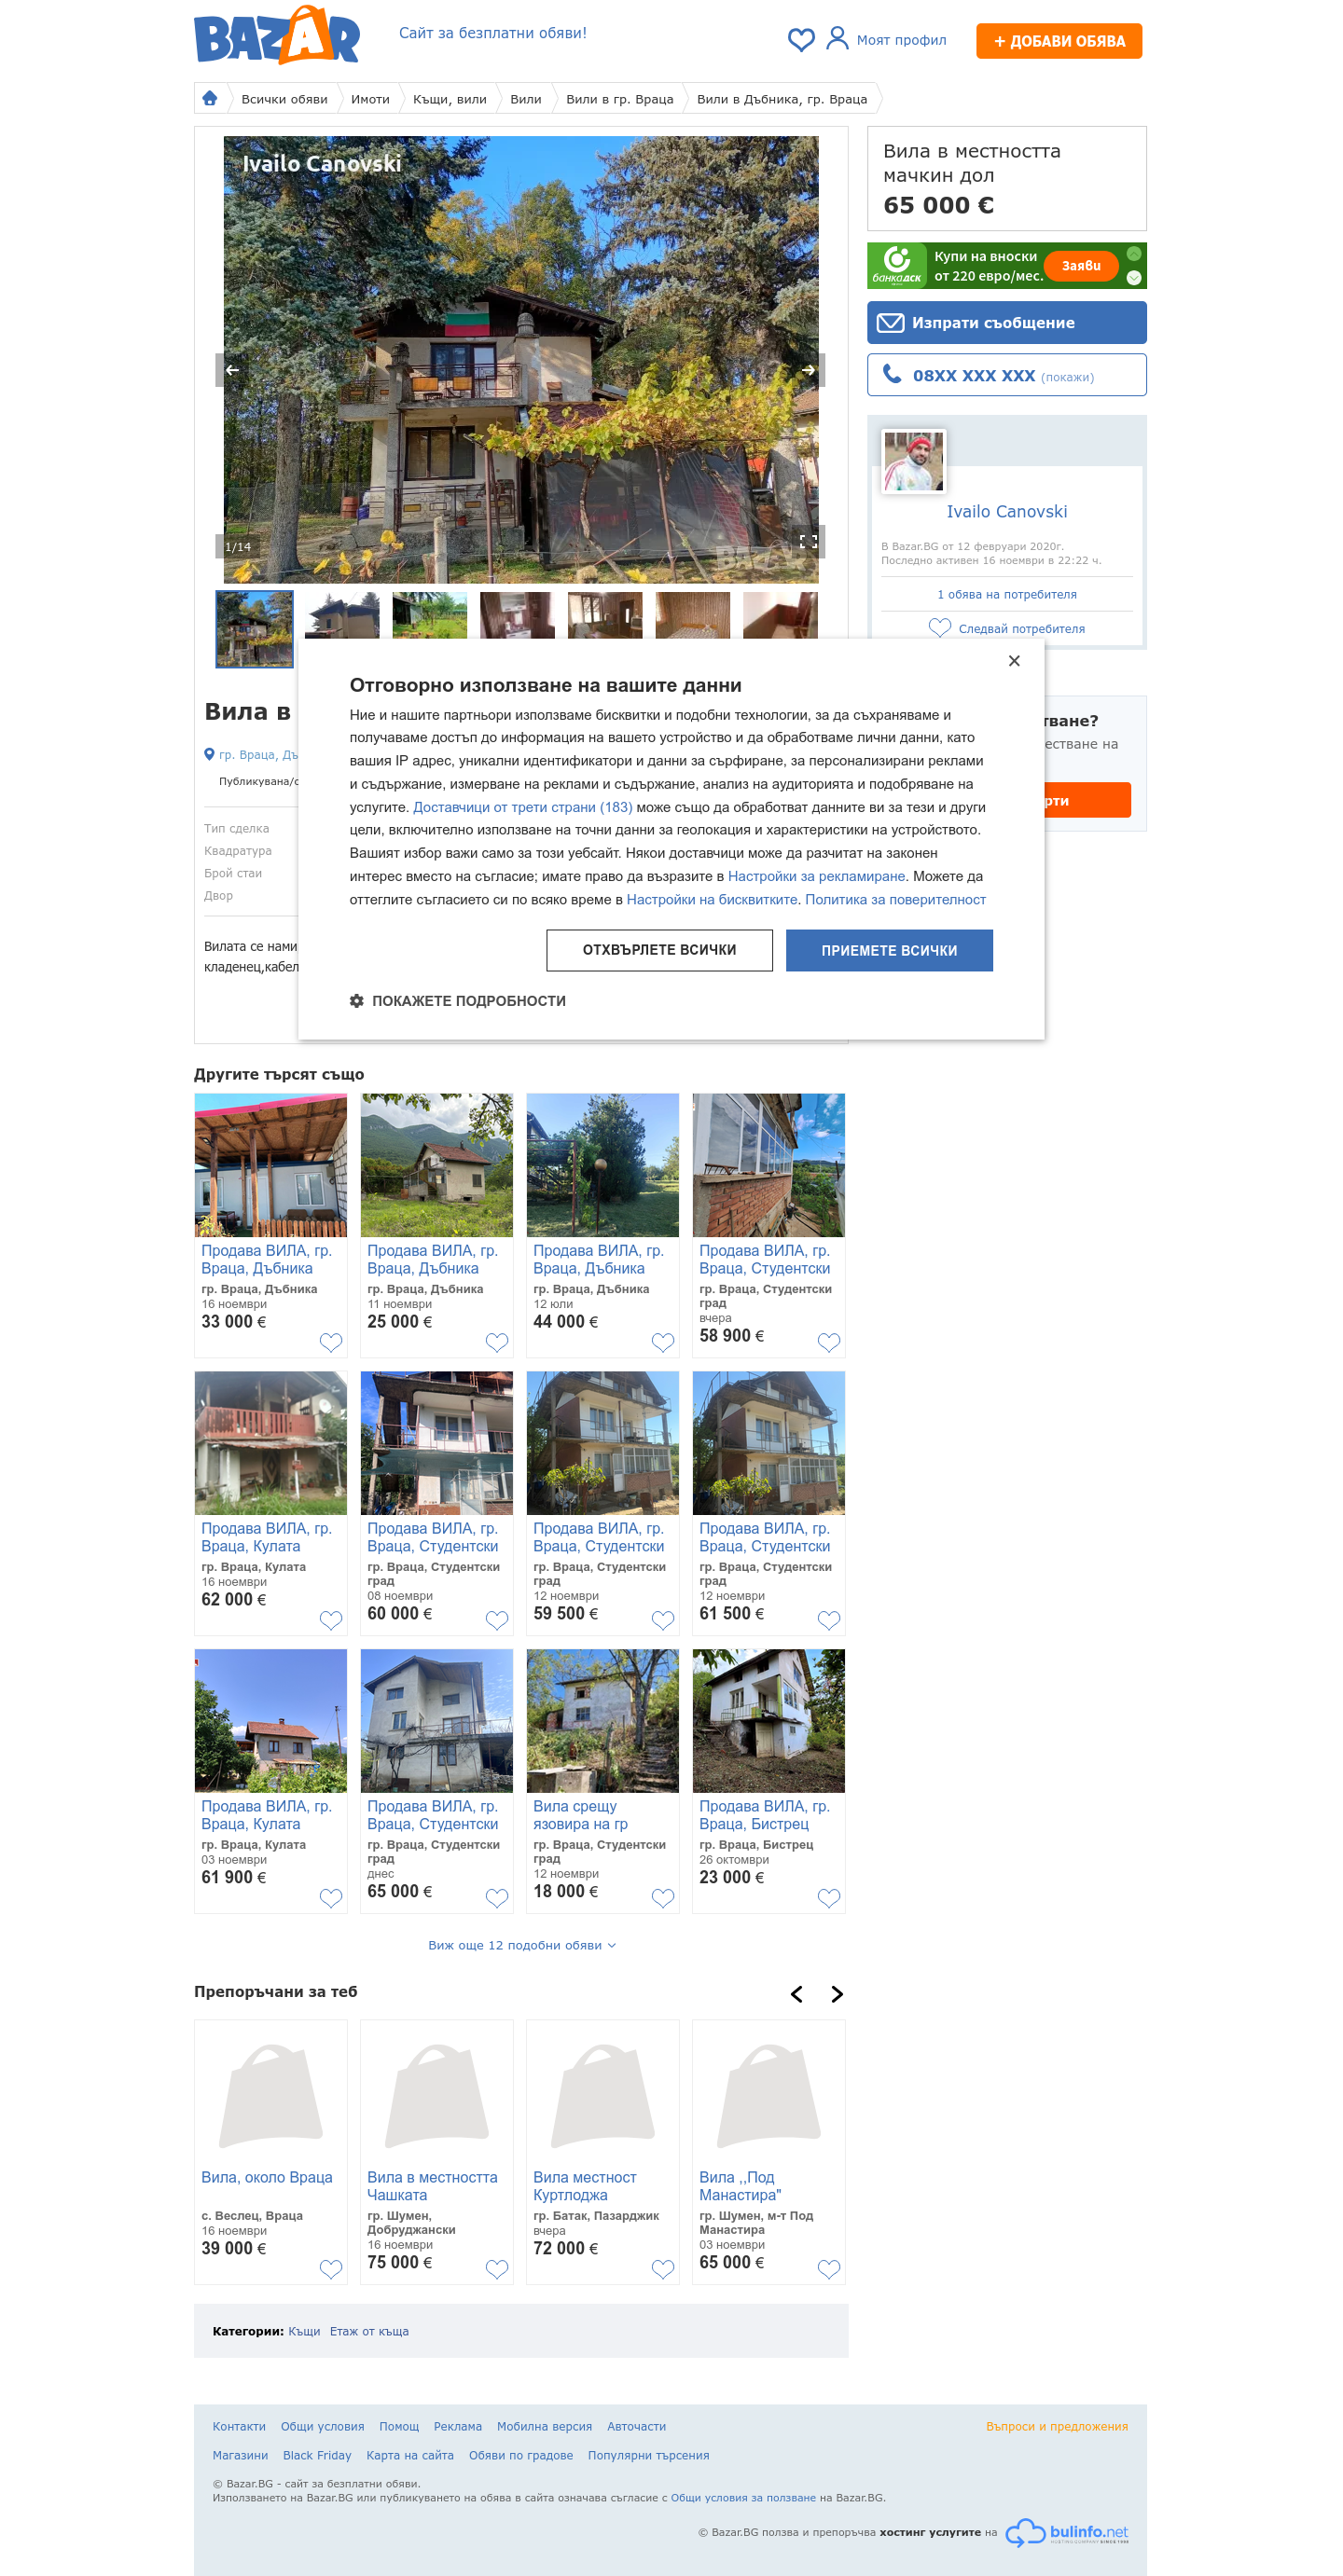 BAZAR
Сайт за безплатни обяви!
Моят профил
+ ДОБАВИ ОБЯВА
Всички обяви
Имоти
Къщи, вили
Вили
Вили в гр. Враца
Вили в Дъбника, гр. Враца
Ivailo Canovski
1/14
Вила в местността
мачкин дол
65 000 €
банкаДСК
Купи на вноски
от 220 евро/мес.
Заяви
Изпрати съобщение
08XX XXX XXX (покажи)
Ivailo Canovski
В Bazar.BG от 12 февруари 2020г.
Последно активен 16 ноември в 22:22 ч.
1 обява на потребителя
Следвай потребителя
Вила в
гр. Враца, Дъ
Публикувана/о
Тип сделка
Квадратура
Брой стаи
Двор
Вилата се нами
кладенец,кабел
×
Отговорно използване на вашите данни
Ние и нашите партньори използваме бисквитки и подобни технологии, за да съхраняваме и
получаваме достъп до информация на вашето устройство и да обработваме лични данни, като
вашия IP адрес, уникални идентификатори и данни за сърфиране, за персонализирани реклами
и съдържание, измерване на реклами и съдържание, анализ на аудиторията и подобряване на
услугите. Доставчици от трети страни (183) може също да обработват данните ви за тези и други
цели, включително използване на точни данни за геолокация и характеристики на устройството.
Вашият избор важи само за този уебсайт. Някои доставчици може да разчитат на законен
интерес вместо на съгласие; имате право да възразите в Настройки за рекламиране. Можете да
оттеглите съгласието си по всяко време в Настройки на бисквитките. Политика за поверителност
ОТХВЪРЛЕТЕ ВСИЧКИ
ПРИЕМЕТЕ ВСИЧКИ
ПОКАЖЕТЕ ПОДРОБНОСТИ
тване?
естване на
рти
Другите търсят също
Продава ВИЛА, гр.
Враца, Дъбника
гр. Враца, Дъбника
16 ноември
33 000 €
Продава ВИЛА, гр.
Враца, Дъбника
гр. Враца, Дъбника
11 ноември
25 000 €
Продава ВИЛА, гр.
Враца, Дъбника
гр. Враца, Дъбника
12 юли
44 000 €
Продава ВИЛА, гр.
Враца, Студентски
гр. Враца, Студентски
град
вчера
58 900 €
Продава ВИЛА, гр.
Враца, Кулата
гр. Враца, Кулата
16 ноември
62 000 €
Продава ВИЛА, гр.
Враца, Студентски
гр. Враца, Студентски
град
08 ноември
60 000 €
Продава ВИЛА, гр.
Враца, Студентски
гр. Враца, Студентски
град
12 ноември
59 500 €
Продава ВИЛА, гр.
Враца, Студентски
гр. Враца, Студентски
град
12 ноември
61 500 €
Продава ВИЛА, гр.
Враца, Кулата
гр. Враца, Кулата
03 ноември
61 900 €
Продава ВИЛА, гр.
Враца, Студентски
гр. Враца, Студентски
град
днес
65 000 €
Вила срещу
язовира на гр
гр. Враца, Студентски
град
12 ноември
18 000 €
Продава ВИЛА, гр.
Враца, Бистрец
гр. Враца, Бистрец
26 октомври
23 000 €
Виж още 12 подобни обяви
Препоръчани за теб
Вила, около Враца
с. Веслец, Враца
16 ноември
39 000 €
Вила в местността
Чашката
гр. Шумен,
Добруджански
16 ноември
75 000 €
Вила местност
Куртлоджа
гр. Батак, Пазарджик
вчера
72 000 €
Вила ,,Под
Манастира"
гр. Шумен, м-т Под
Манастира
03 ноември
65 000 €
Категории: Къщи Етаж от къща
Контакти Общи условия Помощ Реклама Мобилна версия Авточасти
Въпроси и предложения
Магазини Black Friday Карта на сайта Обяви по градове Популярни търсения
© Bazar.BG - сайт за безплатни обяви.
Използването на Bazar.BG или публикуването на обява в сайта означава съгласие с Общи условия за ползване на Bazar.BG.
© Bazar.BG ползва и препоръчва хостинг услугите на
bulinfo.net